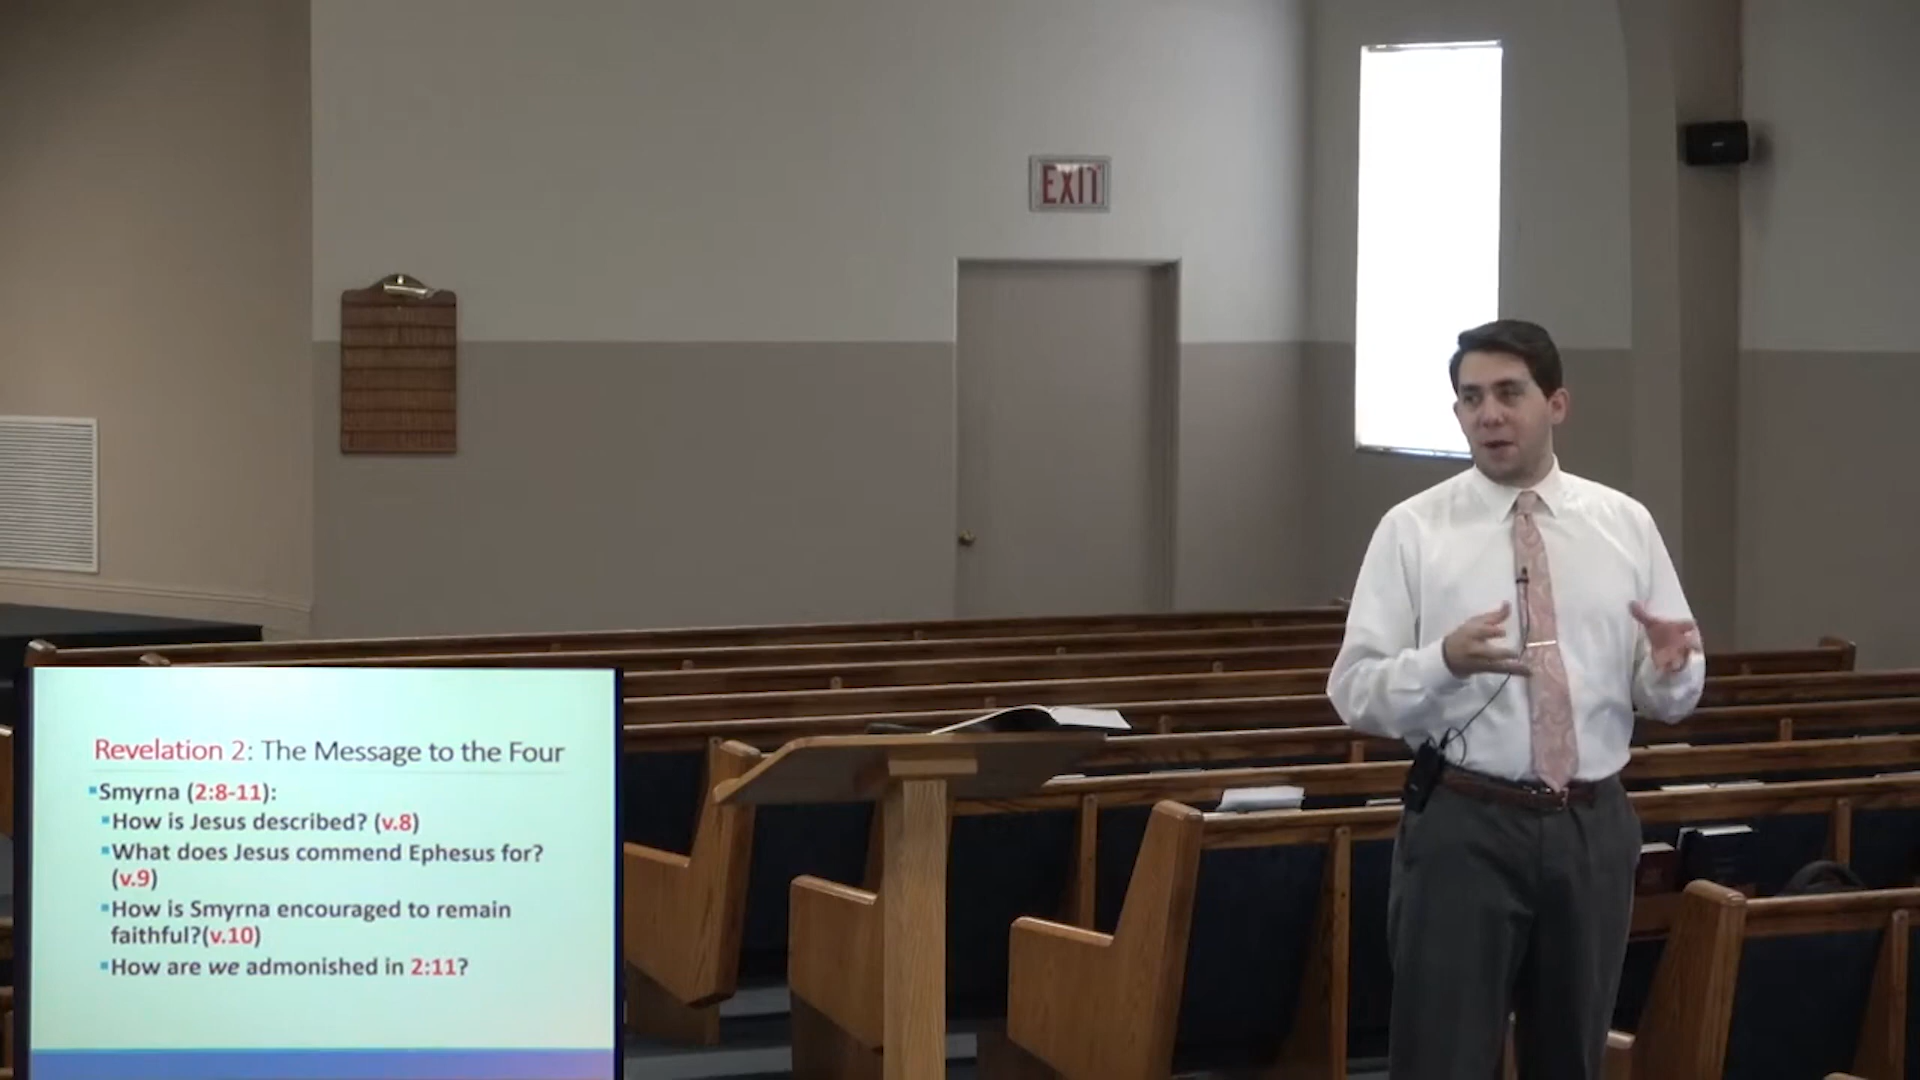 EXIT
Revelation 2: The Message to the Four
Smyrna (2:8-11):
How is Jesus described? (v.8)
What does Jesus commend Ephesus for?
(v.9)
How is Smyrna encouraged to remain
faithful?(v.10)
How are we admonished in 2:11?